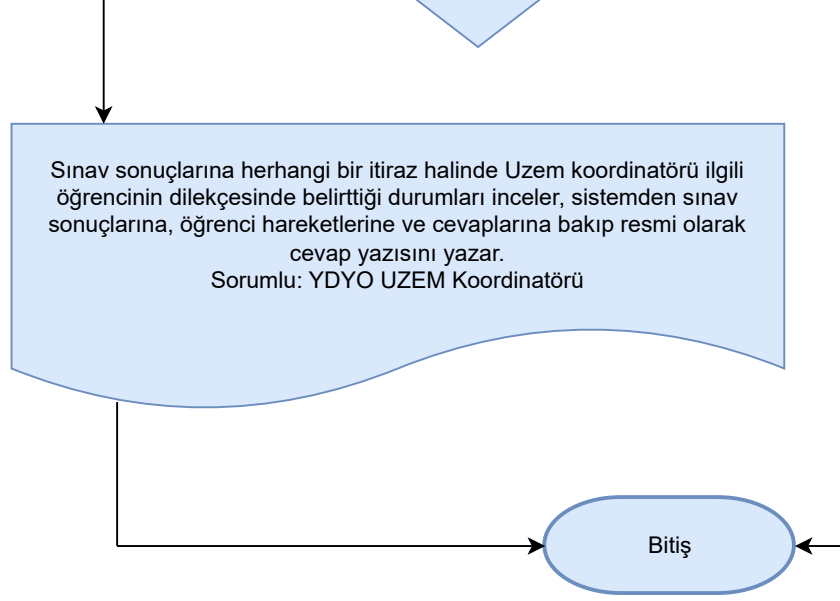 Sınav sonuçlarına herhangi bir itiraz halinde Uzem koordinatörü ilgili
öğrencinin dilekçesinde belirttiği durumları inceler, sistemden sınav
sonuçlarına, öğrenci hareketlerine ve cevaplarına bakıp resmi olarak
cevap yazısını yazar.
Sorumlu: YDYO UZEM Koordinatörü
Bitiş